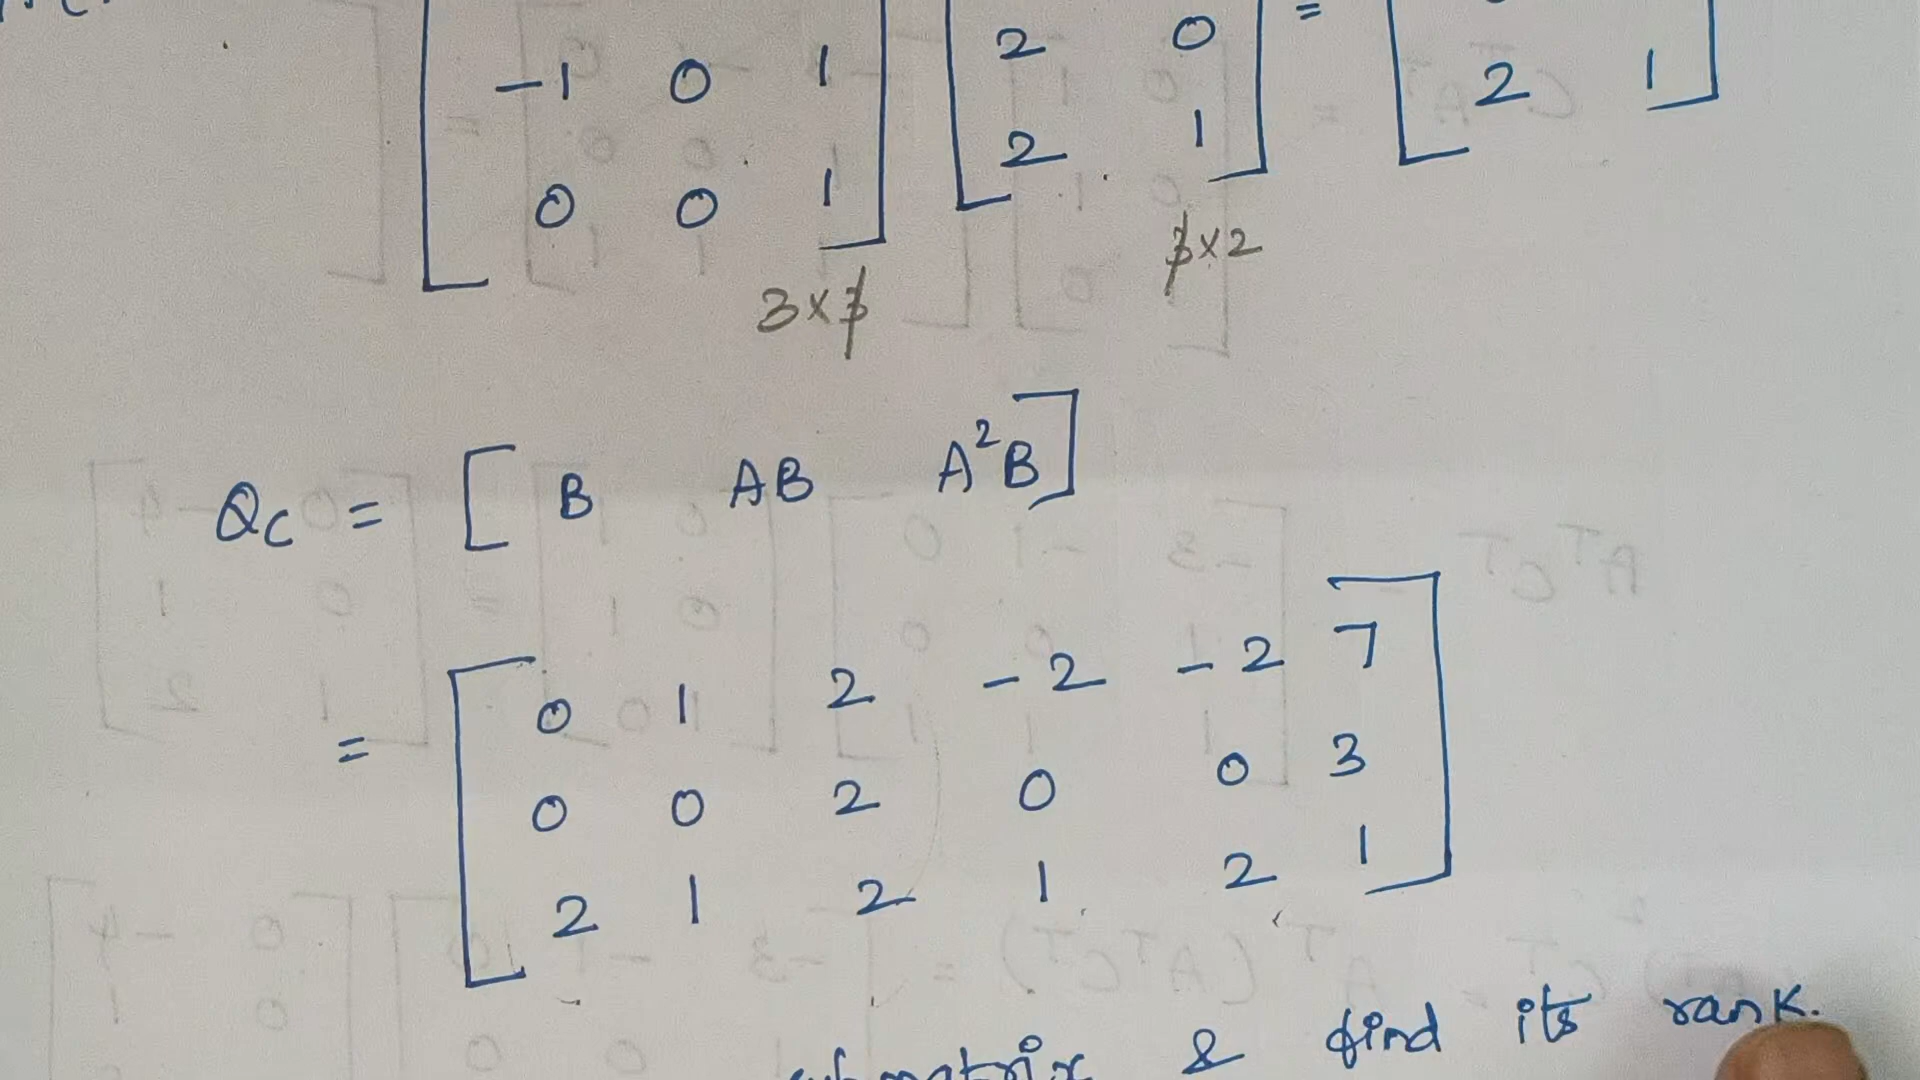 2 0 =
-1 0 1 2 1
2 1
0 0 1
3×3 3×2
Qc = [ B AB A²B ]
= [ 0 1 2 -2 -2 7
0 0 2 0 0 3
2 1 2 1 2 1 ]
& find its rank.